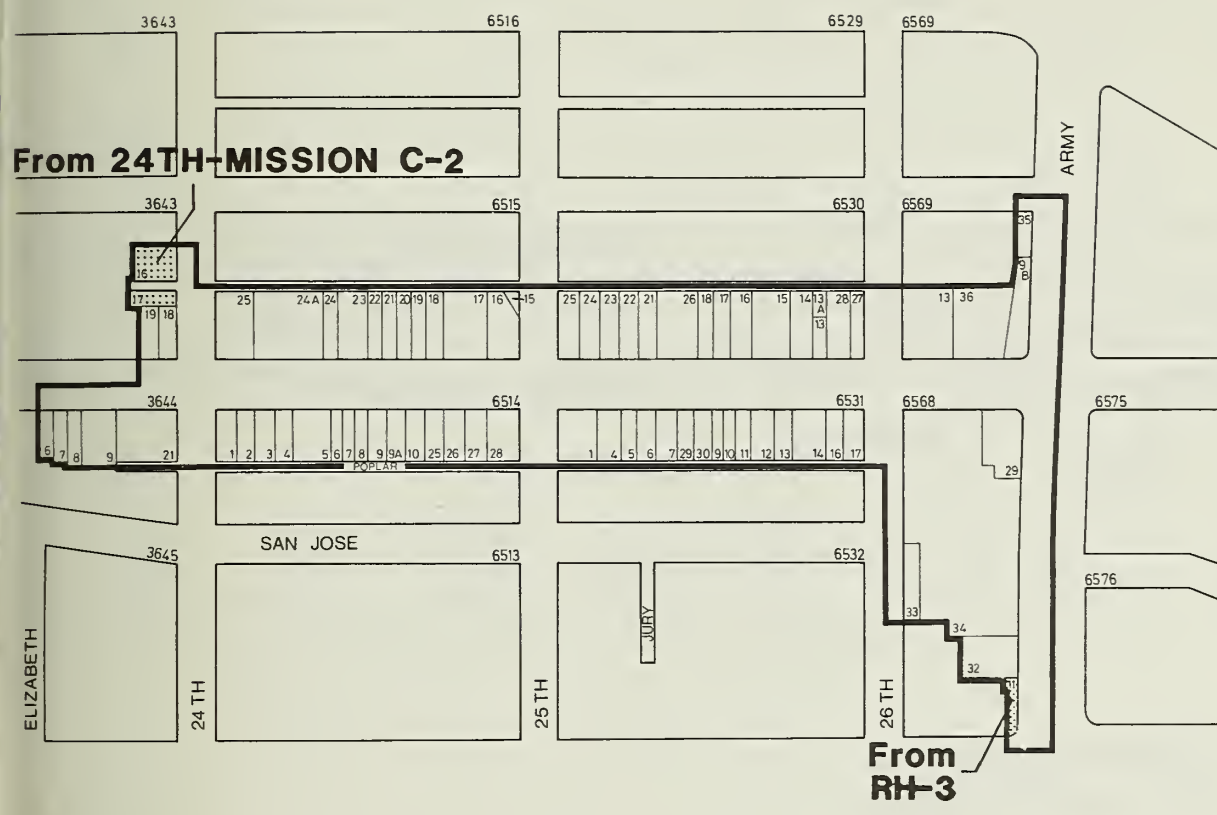 3643 6516 6529 6569
ARMY
From 24TH-MISSION C-2
3643 6515 6530 6569
35
16
9
B
17 25 24A 24 23 22 21 20 19 18 17 16 15 25 24 23 22 21 26 18 17 16 15 14 13 28 27 13 36
A
19 18 13
3644 6514 6531 6568 6575
6 7 8 9 21 1 2 3 4 5 6 7 8 9 9A 10 25 26 27 28 1 4 5 6 7 29 30 9 10 11 12 13 14 16 17
29
POPLAR
SAN JOSE
3645 6513 6532
6576
33
34
JURY
32
11
ELIZABETH
24 TH
25 TH
26 TH
From
RH-3